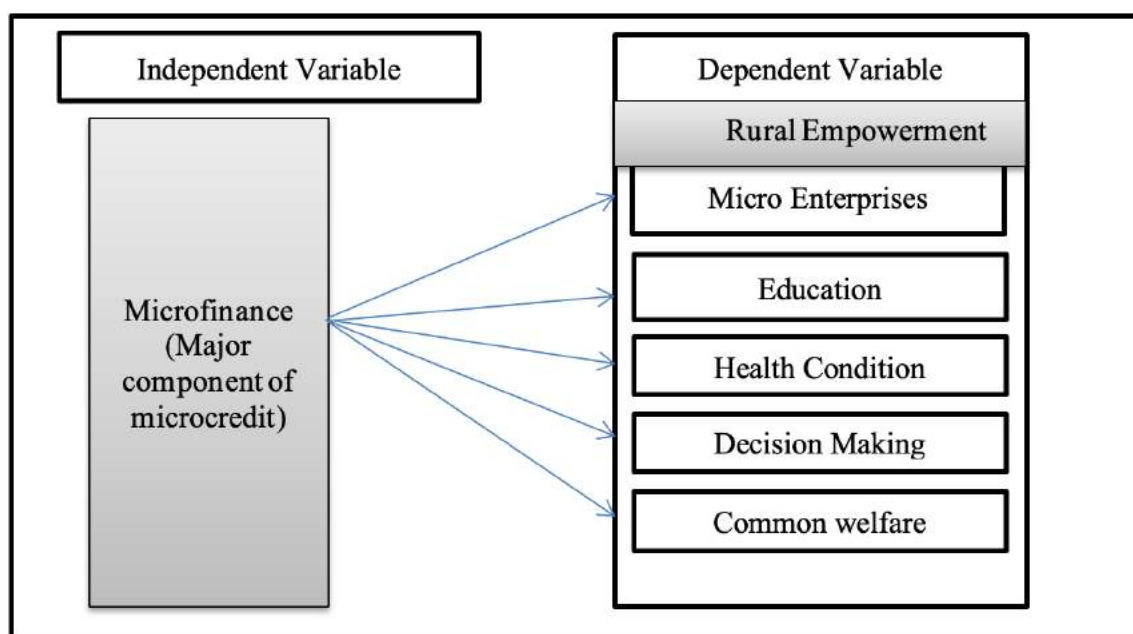 Independent Variable
Microfinance
(Major
component of
microcredit)
Dependent Variable
Rural Empowerment
Micro Enterprises
Education
Health Condition
Decision Making
Common welfare